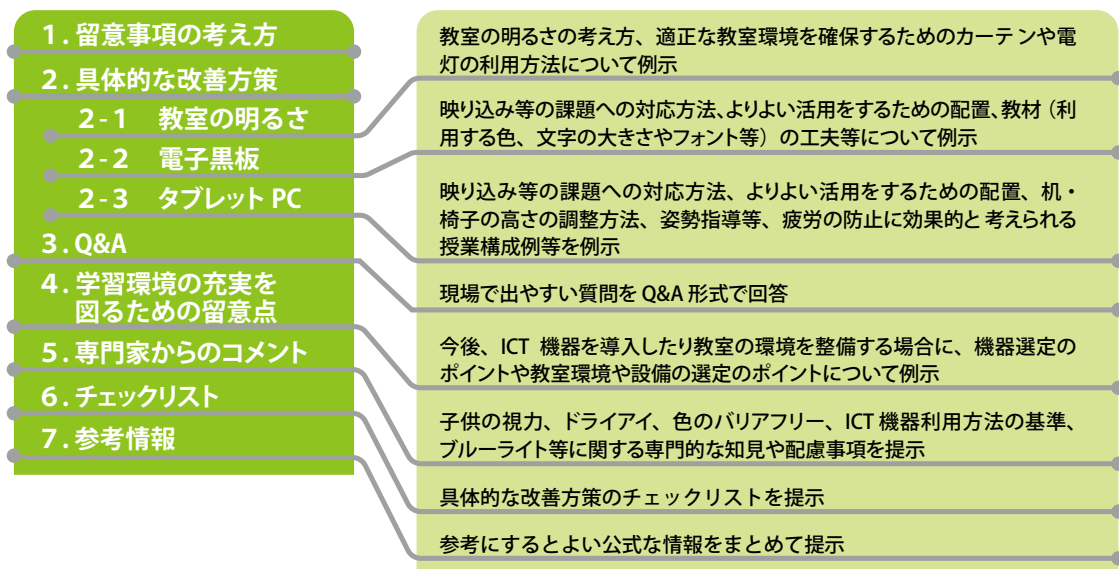 1. 留意事項の考え方
2. 具体的な改善方策
2-1 教室の明るさ
2-2 電子黒板
2-3 タブレット PC
3. Q&A
4. 学習環境の充実を
図るための留意点
5. 専門家からのコメント
6. チェックリスト
7. 参考情報
教室の明るさの考え方、適正な教室環境を確保するためのカーテンや電
灯の利用方法について例示
映り込み等の課題への対応方法、よりよい活用をするための配置、教材（利
用する色、文字の大きさやフォント等）の工夫等について例示
映り込み等の課題への対応方法、よりよい活用をするための配置、机・
椅子の高さの調整方法、姿勢指導等、疲労の防止に効果的と考えられる
授業構成例等を例示
現場で出やすい質問を Q&A 形式で回答
今後、ICT 機器を導入したり教室の環境を整備する場合に、機器選定の
ポイントや教室環境や設備の選定のポイントについて例示
子供の視力、ドライアイ、色のバリアフリー、ICT 機器利用方法の基準、
ブルーライト等に関する専門的な知見や配慮事項を提示
具体的な改善方策のチェックリストを提示
参考にするとよい公式な情報をまとめて提示